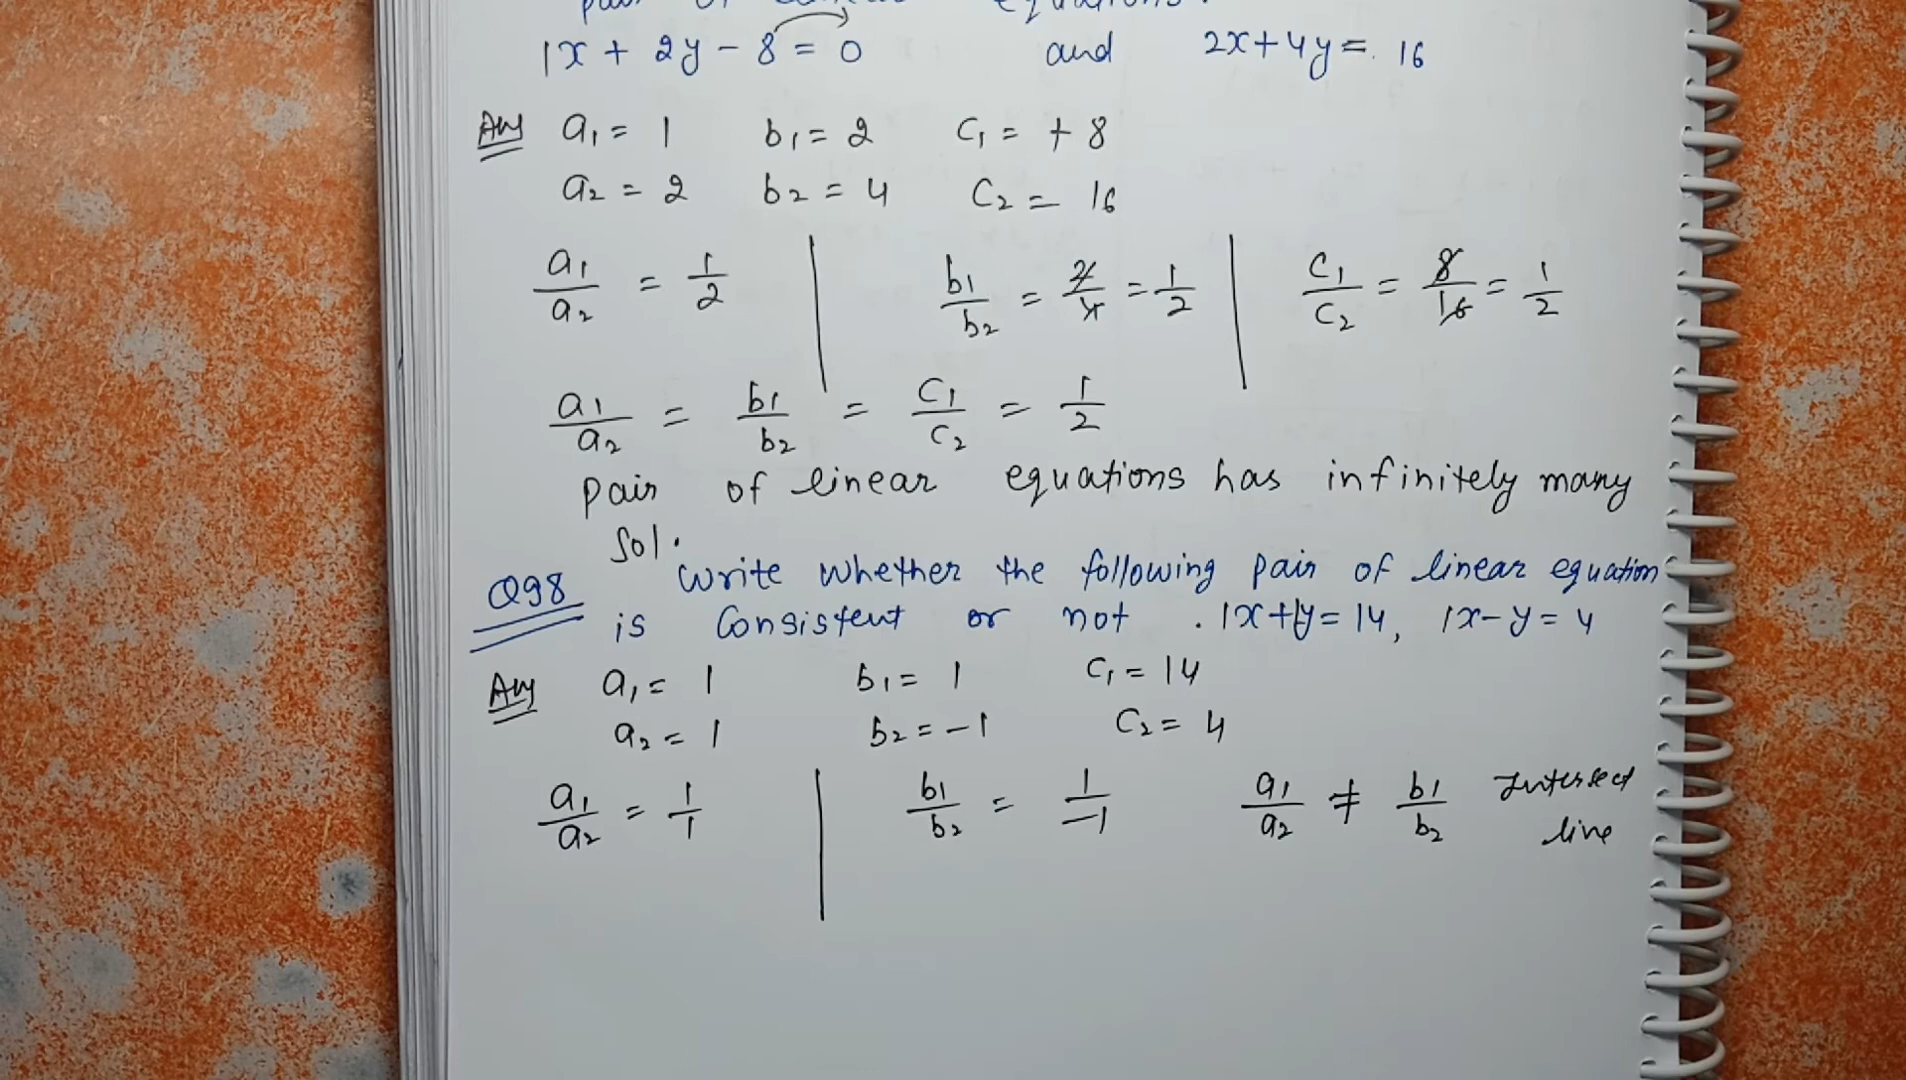 pair of linear equations.
1x + 2y - 8 = 0 and 2x+4y = 16
Ans a₁ = 1 b₁ = 2 C₁ = + 8
a₂ = 2 b₂ = 4 C₂ = 16
a₁/a₂ = 1/2 | b₁/b₂ = 2/4 = 1/2 | C₁/C₂ = 8/16 = 1/2
a₁/a₂ = b₁/b₂ = C₁/C₂ = 1/2
pair of linear equations has infinitely many
Sol.
Q98 Write whether the following pair of linear equation
is Consistent or not . 1x+1y= 14, 1x-y = 4
Ans a₁ = 1 b₁ = 1 C₁ = 14
a₂ = 1 b₂ = -1 C₂ = 4
a₁/a₂ = 1/1 | b₁/b₂ = 1/-1 a₁/a₂ ≠ b₁/b₂ Intersect
line